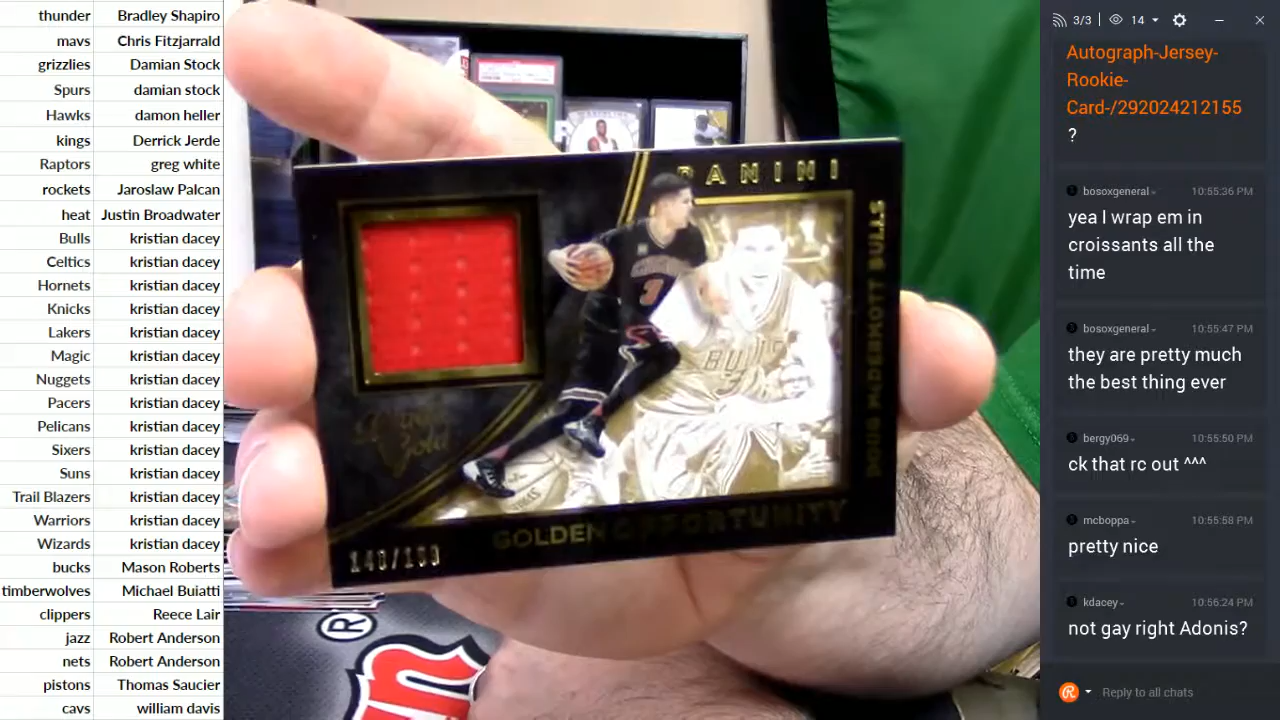 thunder Bradley Shapiro
mavs Chris Fitzjarrald
grizzlies Damian Stock
Spurs damian stock
Hawks damon heller
kings Derrick Jerde
Raptors greg white
rockets Jaroslaw Palcan
heat Justin Broadwater
Bulls kristian dacey
Celtics kristian dacey
Hornets kristian dacey
Knicks kristian dacey
Lakers kristian dacey
Magic kristian dacey
Nuggets kristian dacey
Pacers kristian dacey
Pelicans kristian dacey
Sixers kristian dacey
Suns kristian dacey
Trail Blazers kristian dacey
Warriors kristian dacey
Wizards kristian dacey
bucks Mason Roberts
timberwolves Michael Buiatti
clippers Reece Lair
jazz Robert Anderson
nets Robert Anderson
pistons Thomas Saucier
cavs william davis
PANINI
DOUG McDERMOTT BULLS
BULLS
3
GOLDEN OPPORTUNITY
®
3/3 14
Autograph-Jersey-
Rookie-
Card-/292024212155
?
bosoxgeneral 10:55:36 PM
yea I wrap em in
croissants all the
time
bosoxgeneral 10:55:47 PM
they are pretty much
the best thing ever
bergy069 10:55:50 PM
ck that rc out ^^^
mcboppa 10:55:58 PM
pretty nice
kdacey 10:56:24 PM
not gay right Adonis?
Reply to all chats